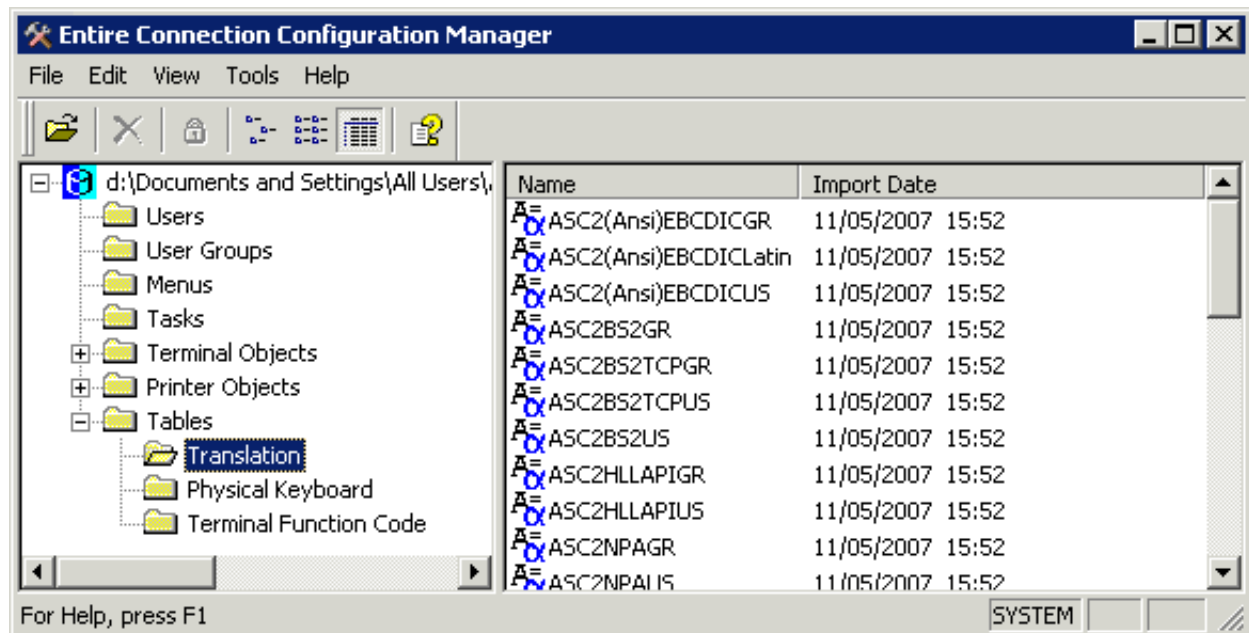 Entire Connection Configuration Manager
File Edit View Tools Help
d:\Documents and Settings\All Users\
Users
User Groups
Menus
Tasks
Terminal Objects
Printer Objects
Tables
Translation
Physical Keyboard
Terminal Function Code
Name Import Date
ASC2(Ansi)EBCDICGR 11/05/2007 15:52
ASC2(Ansi)EBCDICLatin 11/05/2007 15:52
ASC2(Ansi)EBCDICUS 11/05/2007 15:52
ASC2BS2GR 11/05/2007 15:52
ASC2BS2TCPGR 11/05/2007 15:52
ASC2BS2TCPUS 11/05/2007 15:52
ASC2BS2US 11/05/2007 15:52
ASC2HLLAPIGR 11/05/2007 15:52
ASC2HLLAPIUS 11/05/2007 15:52
ASC2NPAGR 11/05/2007 15:52
ASC2NPAUS 11/05/2007 15:52
For Help, press F1 SYSTEM